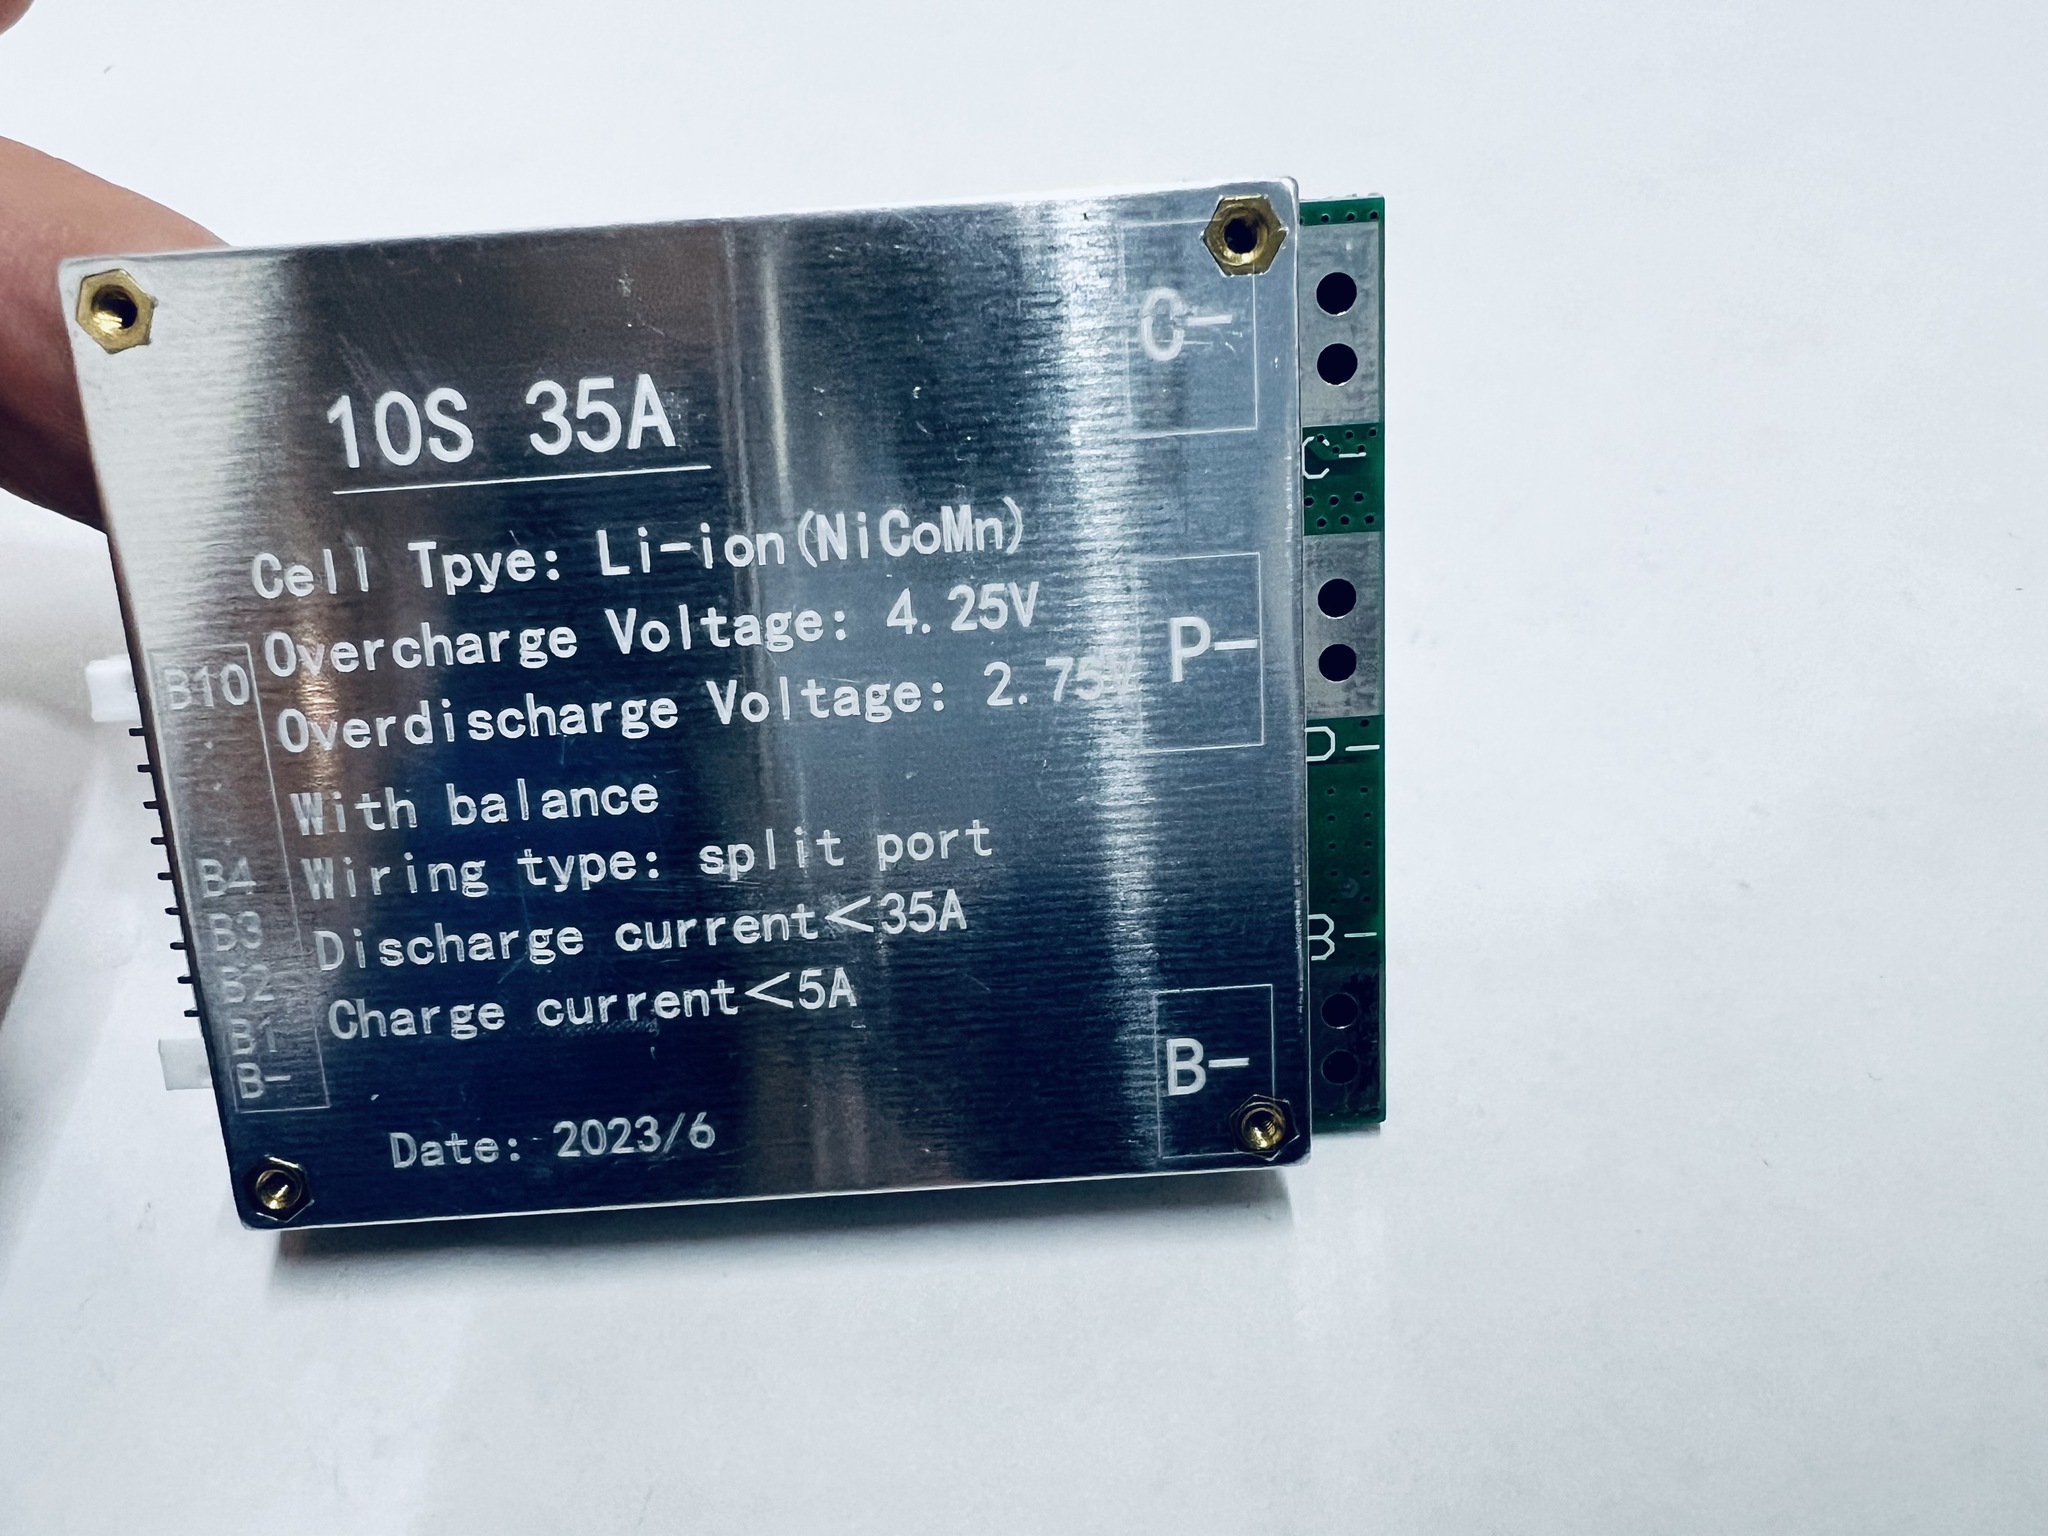 10S 35A
Cell Tpye: Li-ion(NiCoMn)
Overcharge Voltage: 4.25V
Overdischarge Voltage: 2.75V
With balance
Wiring type: split port
Discharge current<35A
Charge current<5A
Date: 2023/6
B10
B4
B3
B2
B1
B-
C-
P-
B-
C-
P-
B-